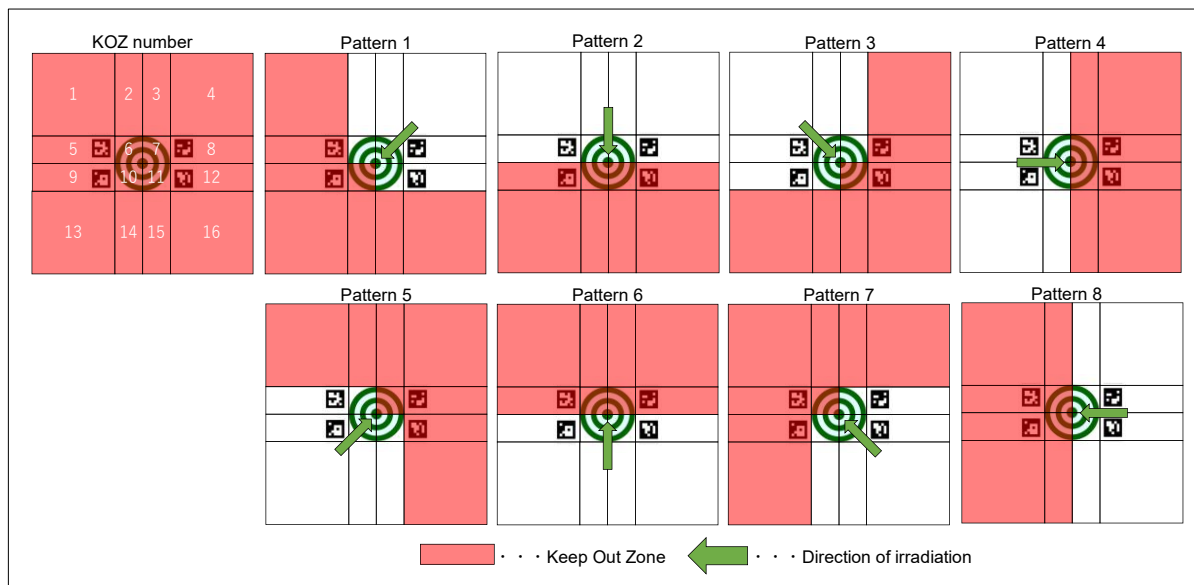 KOZ number
Pattern 1
Pattern 2
Pattern 3
Pattern 4
1 2 3 4
5 6 7 8
9 10 11 12
13 14 15 16
Pattern 5
Pattern 6
Pattern 7
Pattern 8
・・・Keep Out Zone
・・・Direction of irradiation